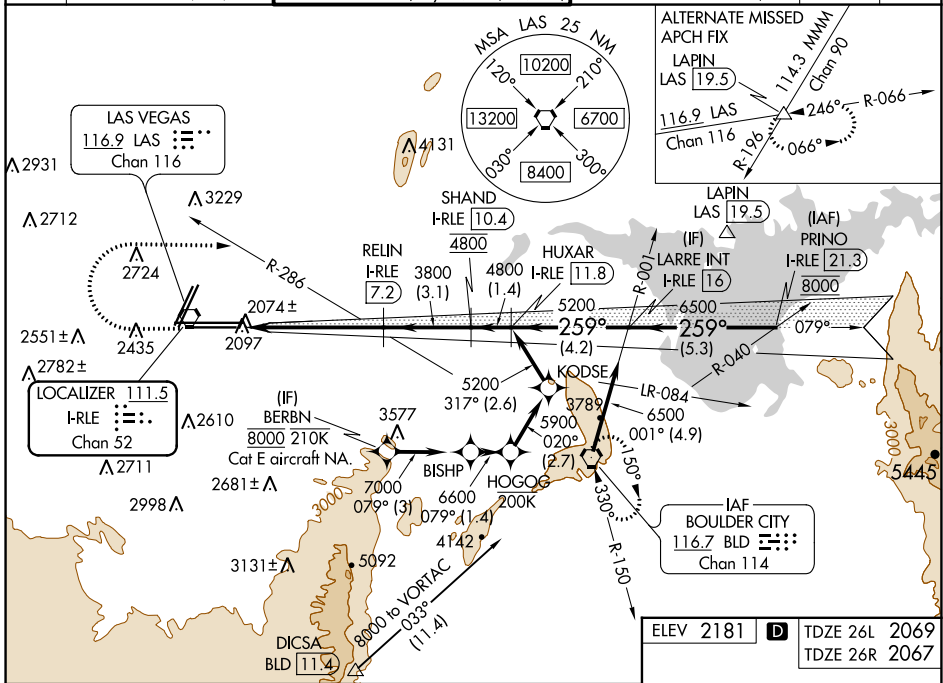 MSA LAS 25 NM
120°
10200
210°
13200
6700
030°
8400
300°
ALTERNATE MISSED
APCH FIX
LAPIN
LAS 19.5
114.3 MMM
Chan 90
116.9 LAS
Chan 116
246°
R-066
066°
R-196
LAS VEGAS
116.9 LAS
Chan 116
2931
4131
3229
2712
2724
R-286
SHAND
I-RLE 10.4
4800
LAPIN
LAS 19.5
RELIN
I-RLE
7.2
3800
(3.1)
4800
(1.4)
HUXAR
I-RLE 11.8
R-001
(IF)
LARRE INT
I-RLE 16
(IAF)
PRINO
I-RLE 21.3
8000
5200
6500
2074±
259°
259°
079°
2551±
2435
2097
(4.2)
(5.3)
R-040
2782±
LOCALIZER 111.5
I-RLE
Chan 52
5200
317° (2.6)
KODSE
LR-084
3789
6500
001° (4.9)
(IF)
BERBN
8000 210K
Cat E aircraft NA.
3577
5900
020°
(2.7)
3000
2610
2711
BISHP
HOGOG
200K
150°
5445
2681±
7000
079° (3)
6600
079° (1.4)
330°
2998
IAF
BOULDER CITY
116.7 BLD
Chan 114
4142
R-150
3131±
5092
8000 to VORTAC
033°
(11.4)
3000
DICSA
BLD 11.4
ELEV 2181 D
TDZE 26L 2069
TDZE 26R 2067